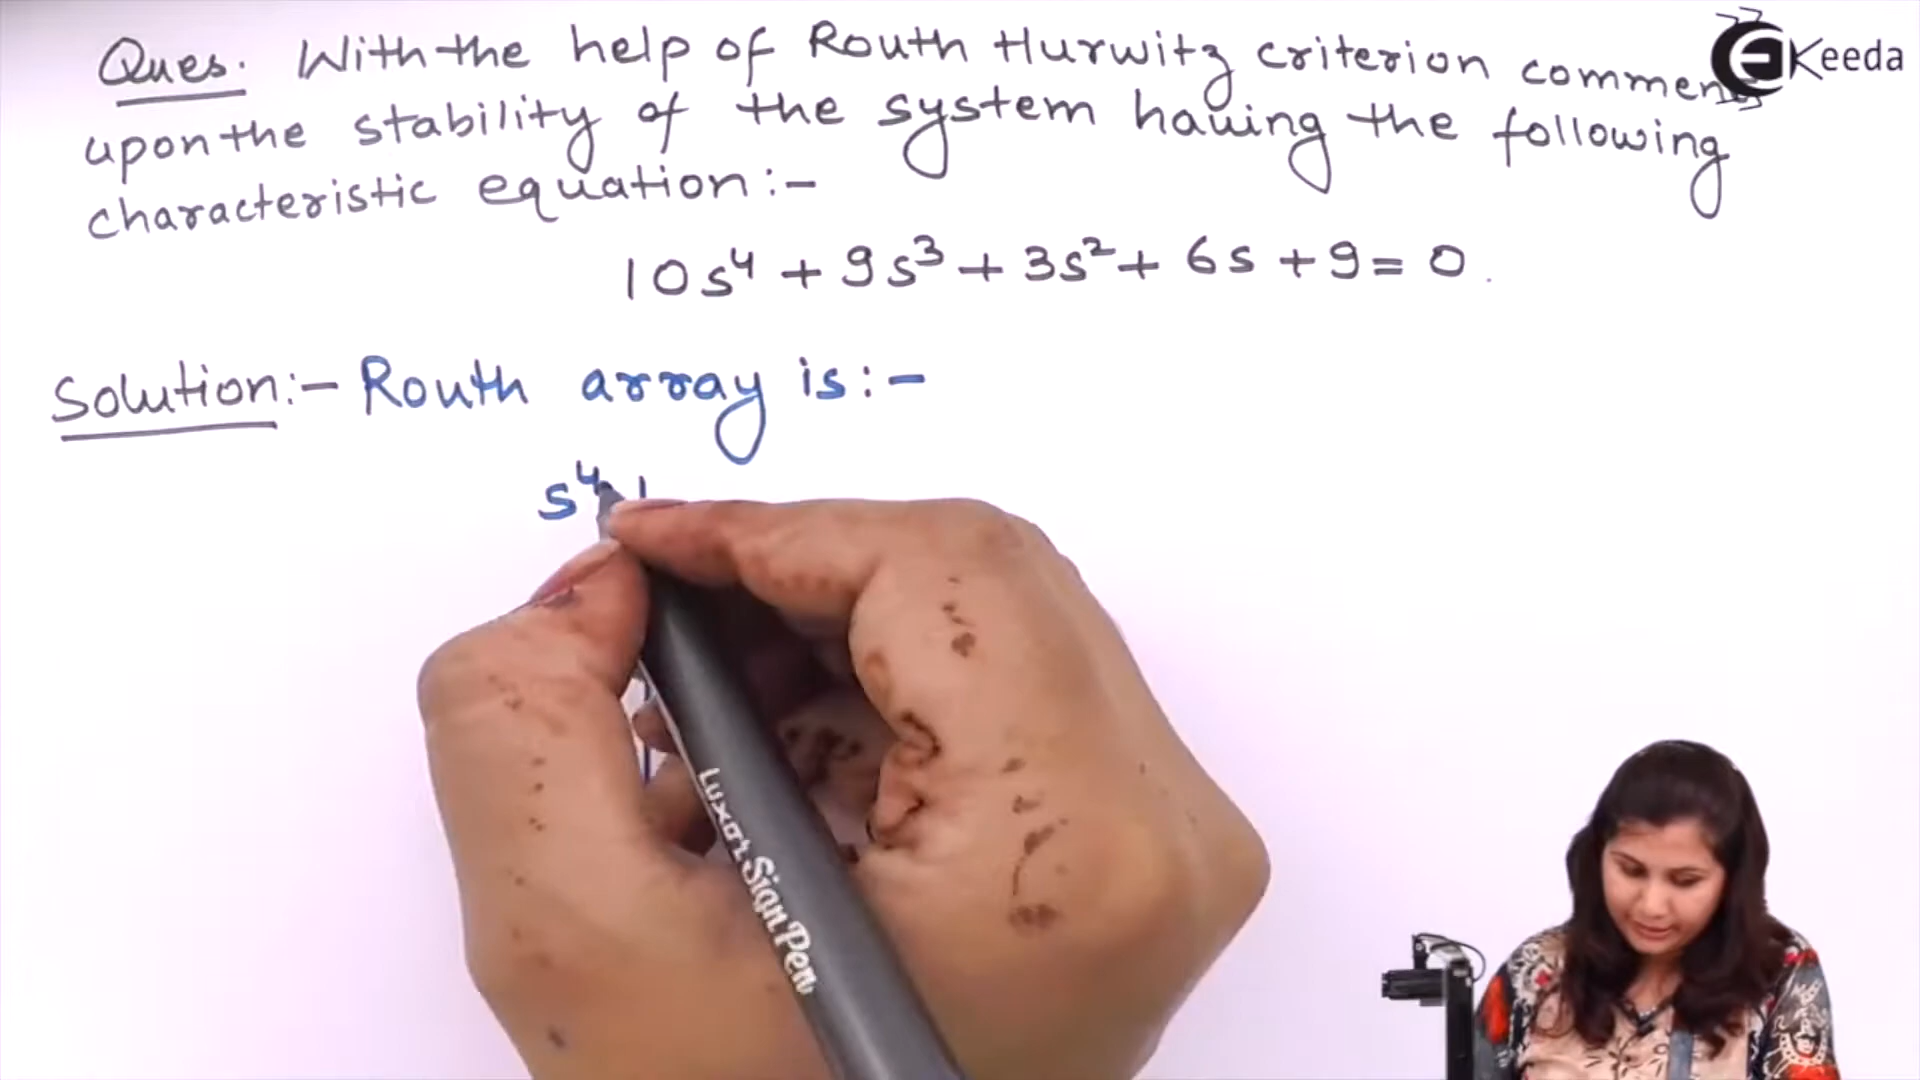 Ques. With the help of Routh Hurwitz criterion commen
Keeda
upon the stability of the system having the following
characteristic equation:-
10s⁴ + 9s³ + 3s² + 6s + 9 = 0.
Solution:- Routh array is:-
s⁴
Luxor Sign Pen